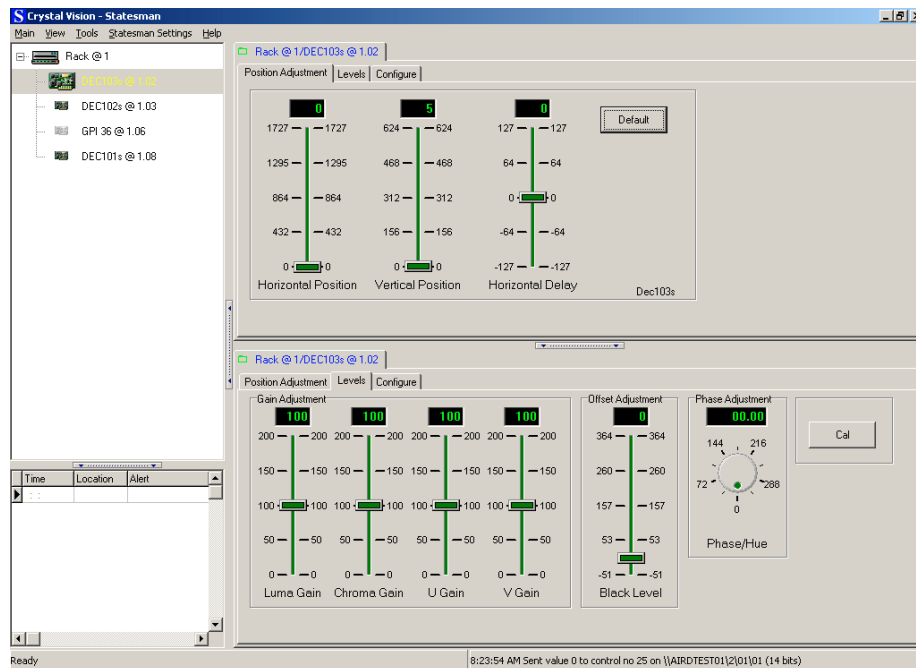 Crystal Vision - Statesman
Main View Tools Statesman Settings Help
Rack @ 1
DEC103s @ 1.02
DEC102s @ 1.03
GPI 36 @ 1.06
DEC101s @ 1.08
Time Location Alert
: :
Rack @ 1/DEC103s @ 1.02
Position Adjustment Levels Configure
0 5 0
1727 1727 624 624 127 127
1295 1295 468 468 64 64
864 864 312 312 0 0
432 432 156 156 -64 -64
0 0 0 0 -127 -127
Horizontal Position Vertical Position Horizontal Delay
Default
Dec103s
Rack @ 1/DEC103s @ 1.02
Position Adjustment Levels Configure
Gain Adjustment
100 100 100 100
200 200 200 200 200 200 200 200
150 150 150 150 150 150 150 150
100 100 100 100 100 100 100 100
50 50 50 50 50 50 50 50
0 0 0 0 0 0 0 0
Luma Gain Chroma Gain U Gain V Gain
Offset Adjustment
0
364 364
260 260
157 157
53 53
-51 -51
Black Level
Phase Adjustment
00.00
144 216
72 288
0
Phase/Hue
Cal
Ready
8:23:54 AM Sent value 0 to control no 25 on \\AIRDTEST01\2\01\01 (14 bits)